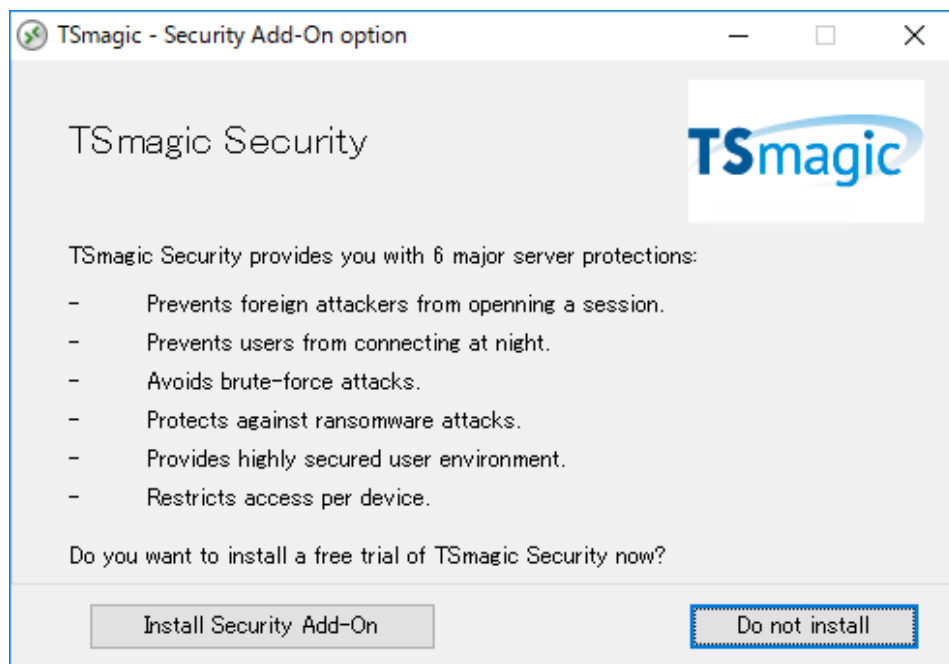 TSmagic - Security Add-On option
TSmagic Security
TSmagic
TSmagic Security provides you with 6 major server protections:
- Prevents foreign attackers from openning a session.
- Prevents users from connecting at night.
- Avoids brute-force attacks.
- Protects against ransomware attacks.
- Provides highly secured user environment.
- Restricts access per device.
Do you want to install a free trial of TSmagic Security now?
Install Security Add-On
Do not install